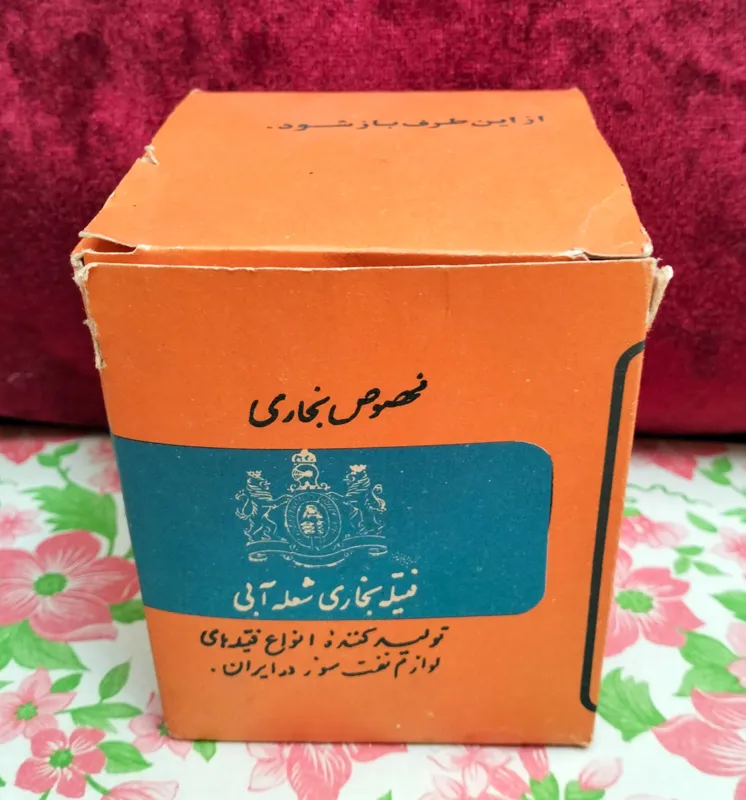 از این طرف باز شود.
مخصوص بخاری
فتیله بخاری شعله آبی
تولید کننده انواع فتیله‌های
لوازم نفت سوز در ایران.